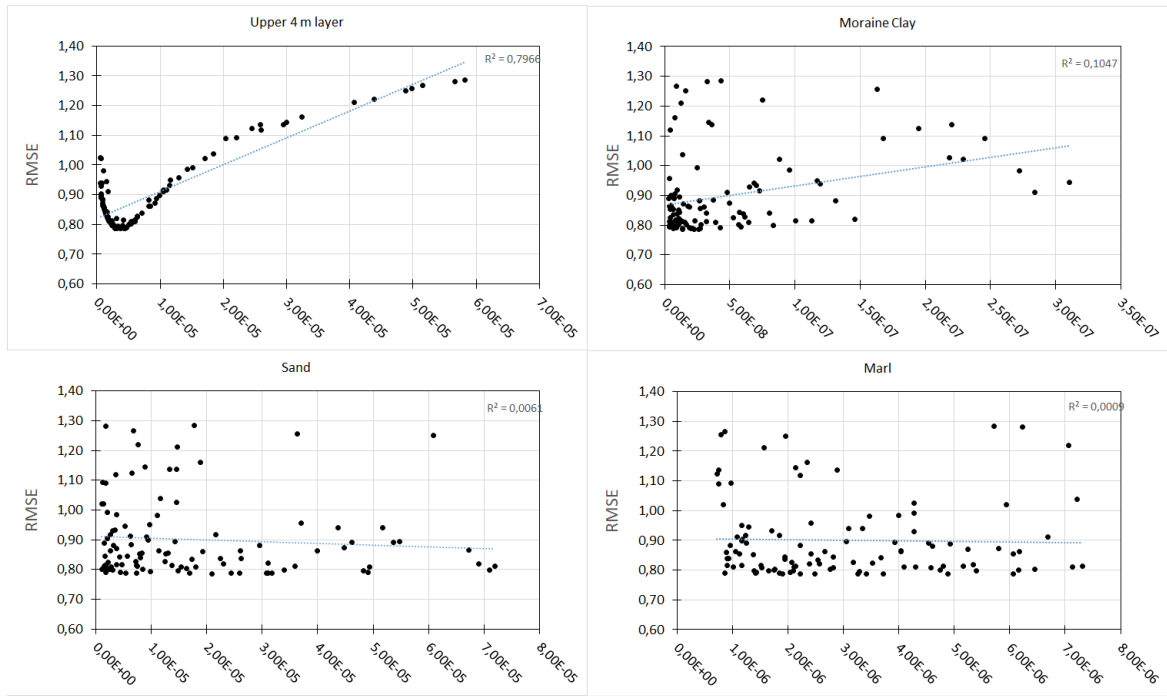 Upper 4 m layer
1,40
1,30
1,20
1,10
1,00
0,90
0,80
0,70
0,60
RMSE
R² = 0,7966
0,00E+00
1,00E-05
2,00E-05
3,00E-05
4,00E-05
5,00E-05
6,00E-05
7,00E-05
Moraine Clay
1,40
1,30
1,20
1,10
1,00
0,90
0,80
0,70
0,60
RMSE
R² = 0,1047
0,00E+00
5,00E-08
1,00E-07
1,50E-07
2,00E-07
2,50E-07
3,00E-07
3,50E-07
Sand
1,40
1,30
1,20
1,10
1,00
0,90
0,80
0,70
0,60
RMSE
R² = 0,0061
0,00E+00
1,00E-05
2,00E-05
3,00E-05
4,00E-05
5,00E-05
6,00E-05
7,00E-05
8,00E-05
Marl
1,40
1,30
1,20
1,10
1,00
0,90
0,80
0,70
0,60
RMSE
R² = 0,0009
0,00E+00
1,00E-06
2,00E-06
3,00E-06
4,00E-06
5,00E-06
6,00E-06
7,00E-06
8,00E-06